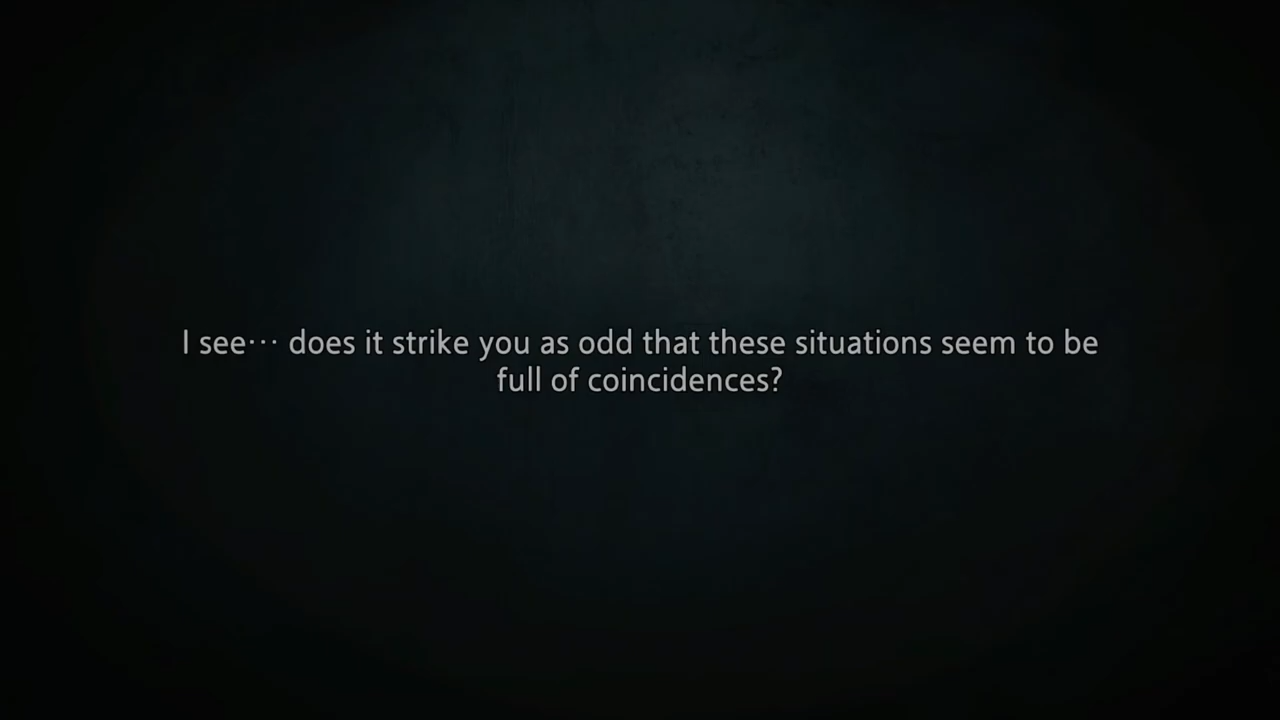 I see··· does it strike you as odd that these situations seem to be
full of coincidences?